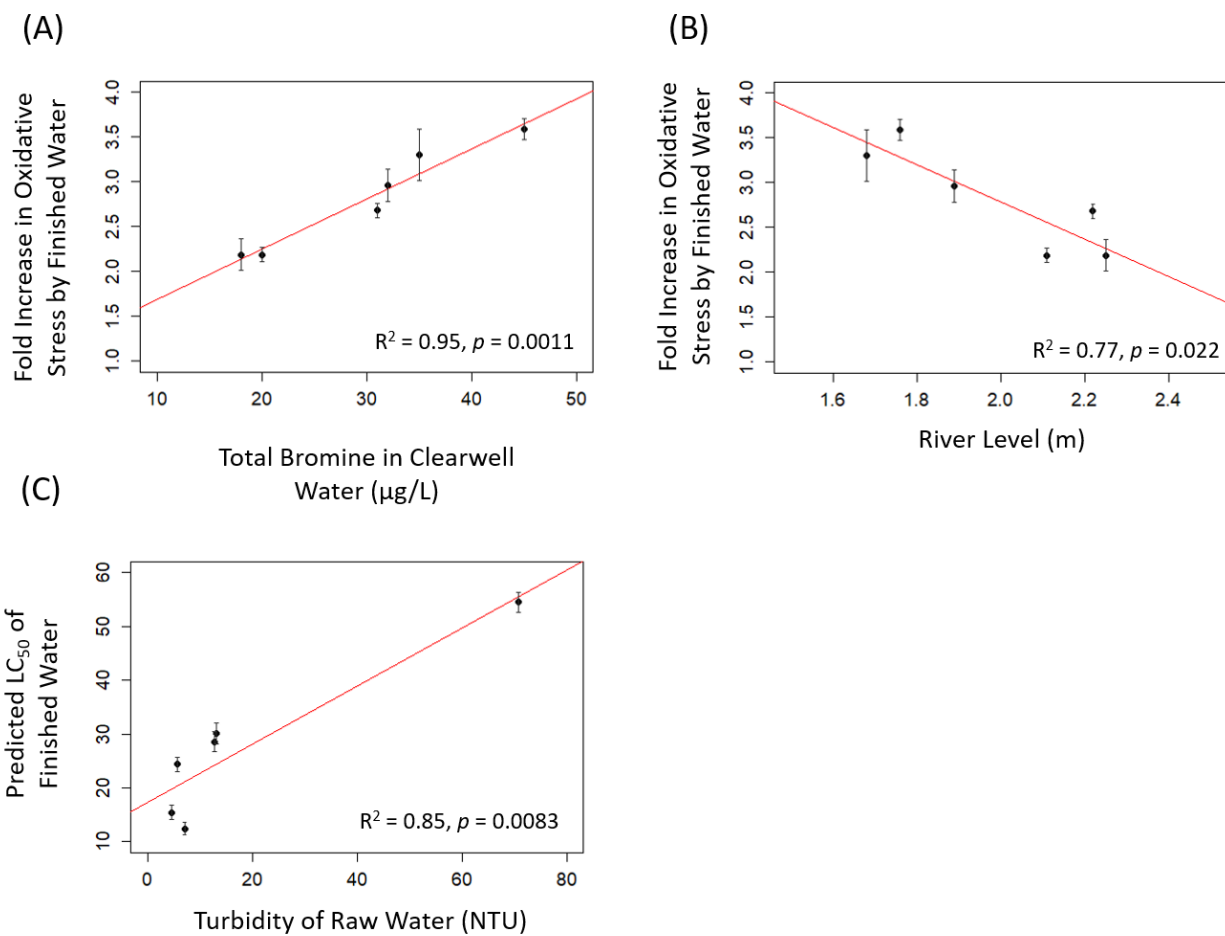 (A)
Fold Increase in Oxidative
Stress by Finished Water
4.0
3.5
3.0
2.5
2.0
1.5
1.0
R² = 0.95, p = 0.0011
10 20 30 40 50
Total Bromine in Clearwell
Water (µg/L)
(B)
Fold Increase in Oxidative
Stress by Finished Water
4.0
3.5
3.0
2.5
2.0
1.5
1.0
R² = 0.77, p = 0.022
1.6 1.8 2.0 2.2 2.4
River Level (m)
(C)
Predicted LC₅₀ of
Finished Water
60
50
40
30
20
10
R² = 0.85, p = 0.0083
0 20 40 60 80
Turbidity of Raw Water (NTU)